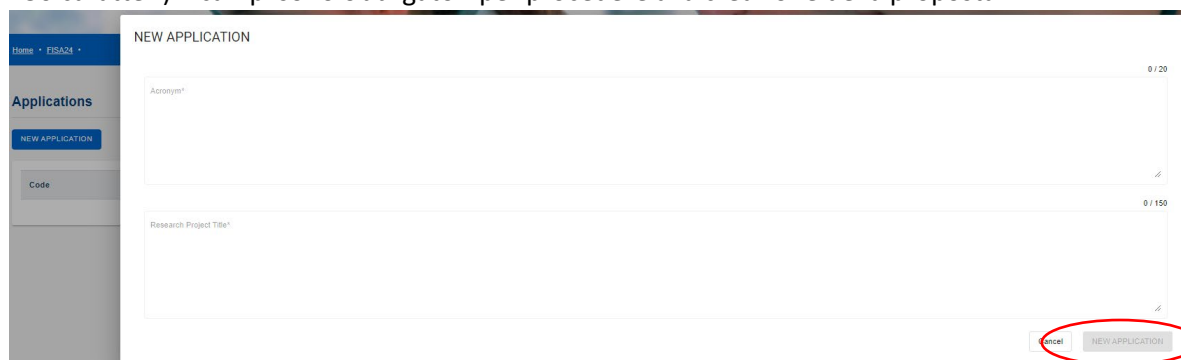 NEW APPLICATION
Home • FISA24 •
0 / 20
Acronym*
Applications
NEW APPLICATION
Code
0 / 150
Research Project Title*
Cancel NEW APPLICATION